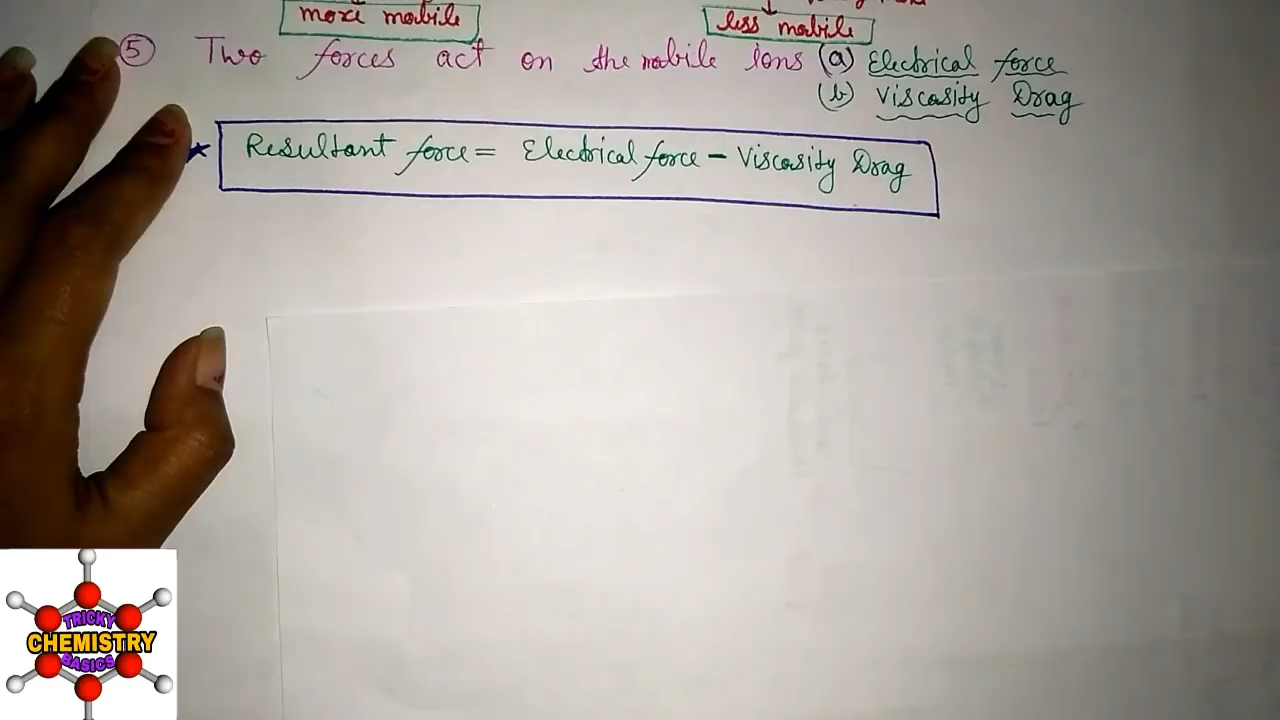 more mobile
less mobile
5 Two forces act on the mobile ions (a) Electrical force
(b) Viscosity Drag
★ Resultant force = Electrical force - Viscosity Drag
TRICKY
CHEMISTRY
BASICS